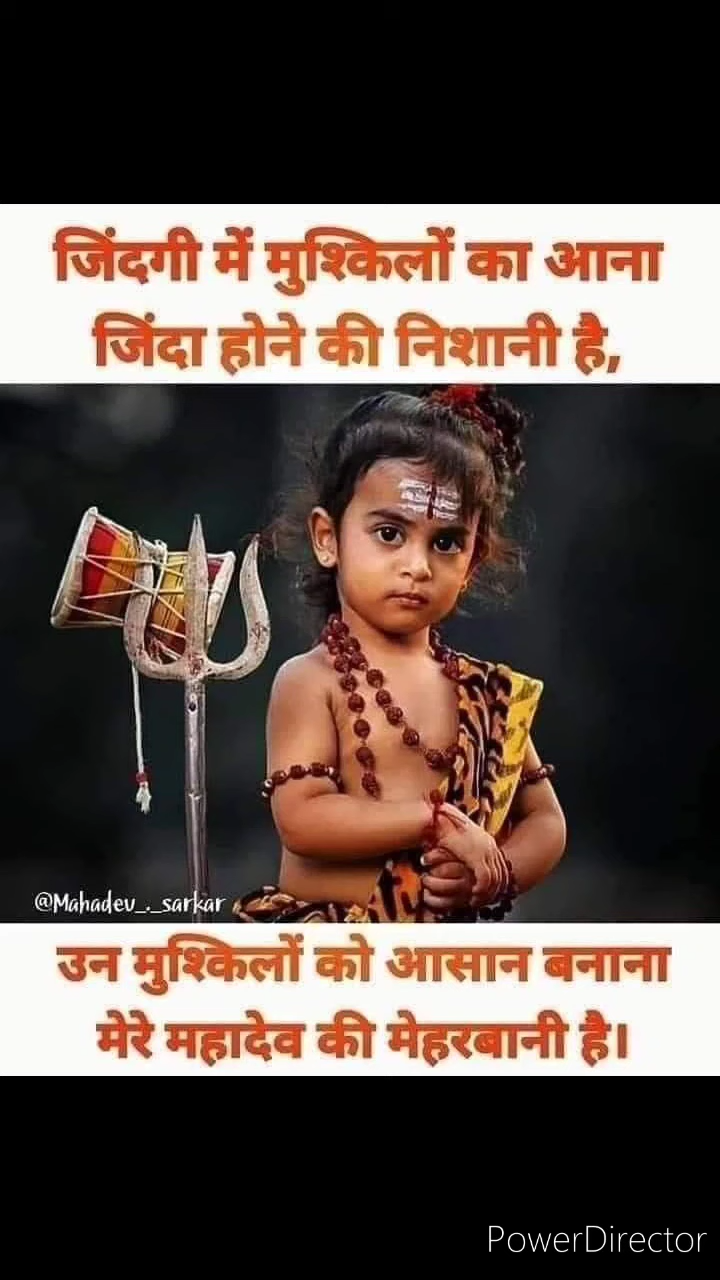 जिंदगी में मुश्किलों का आना
जिंदा होने की निशानी है,
@Mahadev_._sarkar
उन मुश्किलों को आसान बनाना
मेरे महादेव की मेहरबानी है।
PowerDirector